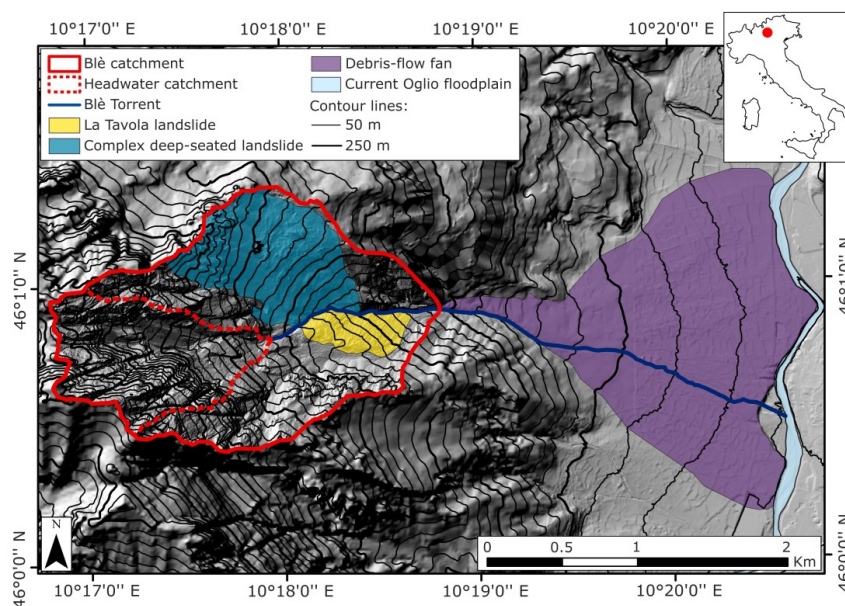 10°17'0'' E
10°18'0'' E
10°19'0'' E
10°20'0'' E
Blè catchment
Headwater catchment
Blè Torrent
La Tavola landslide
Complex deep-seated landslide
Debris-flow fan
Current Oglio floodplain
Contour lines:
50 m
250 m
46°1'0'' N
46°1'0'' N
46°0'0'' N
46°0'0'' N
N
0 0.5 1 2
Km
10°17'0'' E
10°18'0'' E
10°19'0'' E
10°20'0'' E